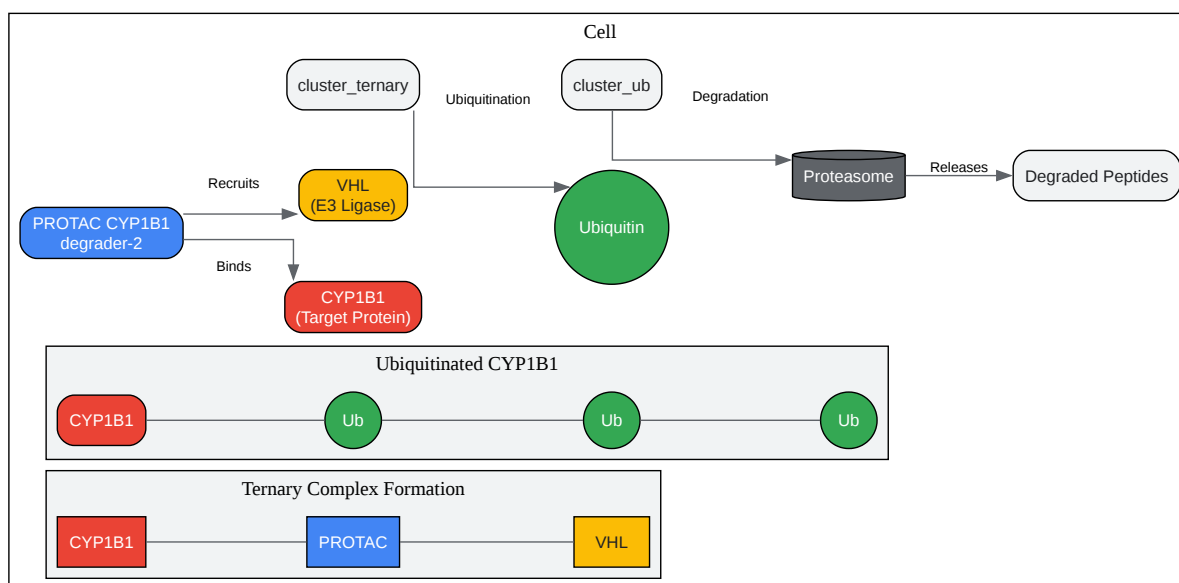 Cell
cluster_ternary
Ubiquitination
cluster_ub
Degradation
Recruits
VHL
(E3 Ligase)
Proteasome
Releases
Degraded Peptides
PROTAC CYP1B1
degrader-2
Ubiquitin
Binds
CYP1B1
(Target Protein)
Ubiquitinated CYP1B1
CYP1B1
Ub
Ub
Ub
Ternary Complex Formation
CYP1B1
PROTAC
VHL